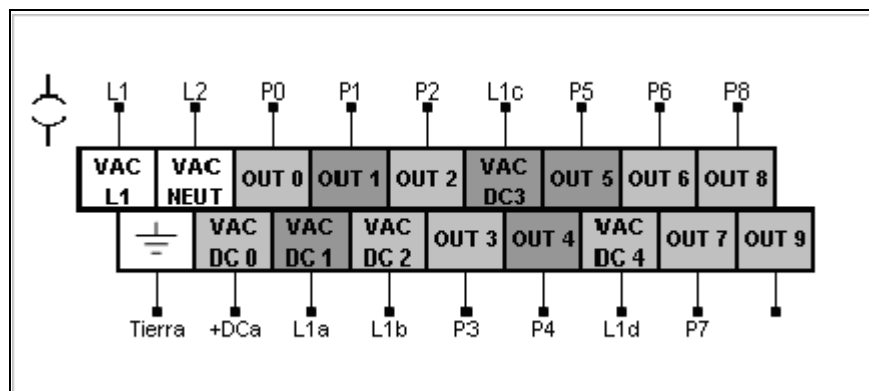 L1 L2 P0 P1 P2 L1c P5 P6 P8
VAC VAC OUT 0 OUT 1 OUT 2 VAC OUT 5 OUT 6 OUT 8
L1 NEUT DC3
VAC VAC VAC OUT 3 OUT 4 VAC OUT 7 OUT 9
DC 0 DC 1 DC 2 DC 4
Tierra +DCa L1a L1b P3 P4 L1d P7